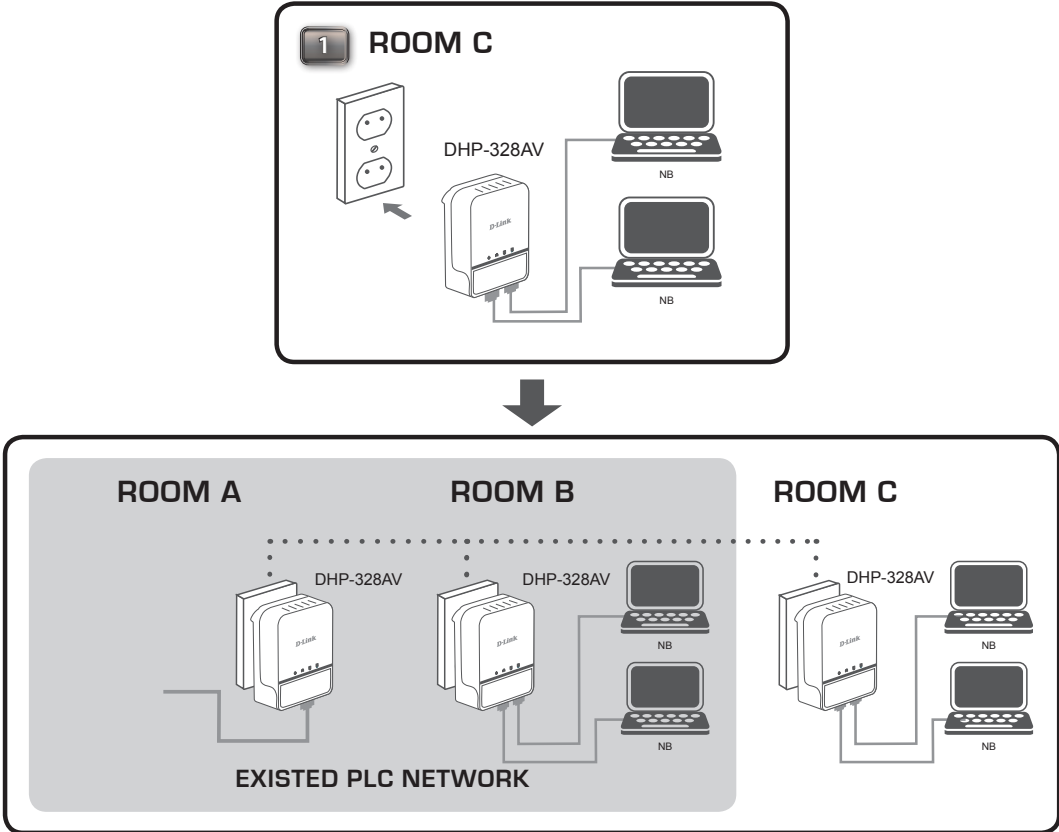 1 ROOM C
DHP-328AV
D-Link
NB
NB
ROOM A
ROOM B
ROOM C
DHP-328AV
DHP-328AV
DHP-328AV
D-Link
D-Link
D-Link
NB
NB
NB
NB
EXISTED PLC NETWORK